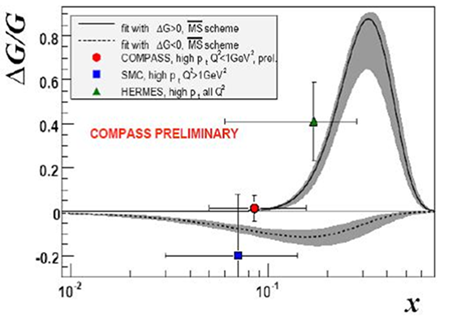 ΔG/G
0.8
0.6
0.4
0.2
0
-0.2
fit with ΔG>0, MS scheme
fit with ΔG<0, MS scheme
COMPASS, high pt Q²<1GeV², prel.
SMC, high pt Q²>1GeV²
HERMES, high pt all Q²
COMPASS PRELIMINARY
10⁻² 10⁻¹
x